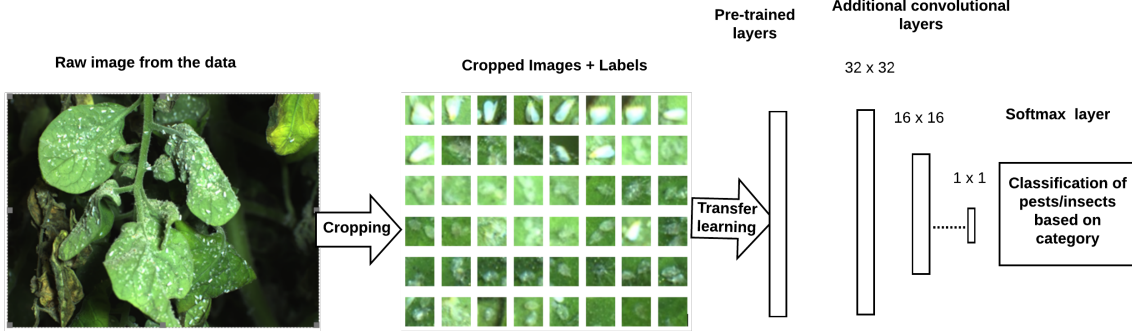 Raw image from the data
Cropping
Cropped Images + Labels
Transfer
learning
Pre-trained
layers
Additional convolutional
layers
32 x 32
16 x 16
1 x 1
Softmax layer
Classification of
pests/insects
based on
category